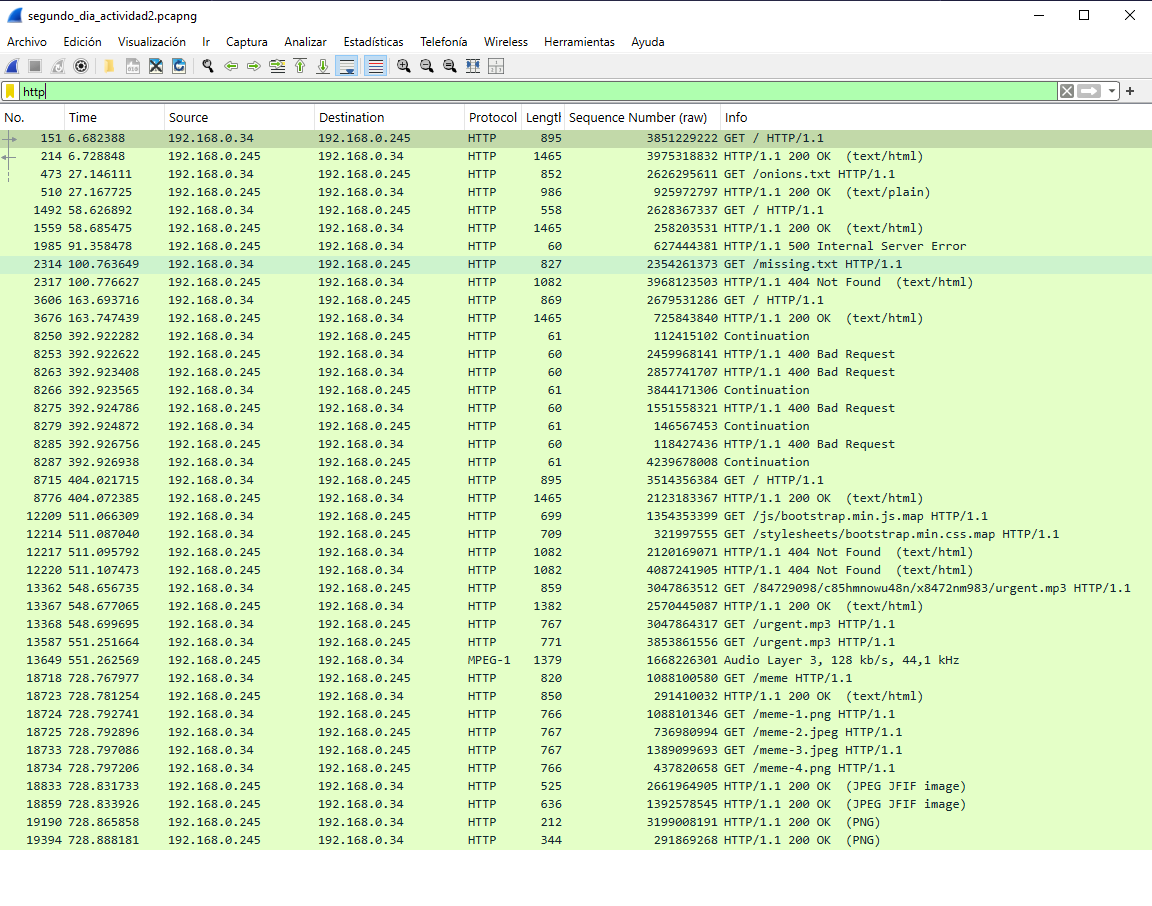 segundo_dia_actividad2.pcapng
Archivo Edición Visualización Ir Captura Analizar Estadísticas Telefonía Wireless Herramientas Ayuda
http
No. Time Source Destination Protocol Length Sequence Number (raw) Info
151 6.682388 192.168.0.34 192.168.0.245 HTTP 895 3851229222 GET / HTTP/1.1
214 6.728848 192.168.0.245 192.168.0.34 HTTP 1465 3975318832 HTTP/1.1 200 OK (text/html)
473 27.146111 192.168.0.34 192.168.0.245 HTTP 852 2626295611 GET /onions.txt HTTP/1.1
510 27.167725 192.168.0.245 192.168.0.34 HTTP 986 925972797 HTTP/1.1 200 OK (text/plain)
1492 58.626892 192.168.0.34 192.168.0.245 HTTP 558 2628367337 GET / HTTP/1.1
1559 58.685475 192.168.0.245 192.168.0.34 HTTP 1465 258203531 HTTP/1.1 200 OK (text/html)
1985 91.358478 192.168.0.245 192.168.0.34 HTTP 60 627444381 HTTP/1.1 500 Internal Server Error
2314 100.763649 192.168.0.34 192.168.0.245 HTTP 827 2354261373 GET /missing.txt HTTP/1.1
2317 100.776627 192.168.0.245 192.168.0.34 HTTP 1082 3968123503 HTTP/1.1 404 Not Found (text/html)
3606 163.693716 192.168.0.34 192.168.0.245 HTTP 869 2679531286 GET / HTTP/1.1
3676 163.747439 192.168.0.245 192.168.0.34 HTTP 1465 725843840 HTTP/1.1 200 OK (text/html)
8250 392.922282 192.168.0.34 192.168.0.245 HTTP 61 112415102 Continuation
8253 392.922622 192.168.0.245 192.168.0.34 HTTP 60 2459968141 HTTP/1.1 400 Bad Request
8263 392.923408 192.168.0.245 192.168.0.34 HTTP 60 2857741707 HTTP/1.1 400 Bad Request
8266 392.923565 192.168.0.34 192.168.0.245 HTTP 61 3844171306 Continuation
8275 392.924786 192.168.0.245 192.168.0.34 HTTP 60 1551558321 HTTP/1.1 400 Bad Request
8279 392.924872 192.168.0.34 192.168.0.245 HTTP 61 146567453 Continuation
8285 392.926756 192.168.0.245 192.168.0.34 HTTP 60 118427436 HTTP/1.1 400 Bad Request
8287 392.926938 192.168.0.34 192.168.0.245 HTTP 61 4239678008 Continuation
8715 404.021715 192.168.0.34 192.168.0.245 HTTP 895 3514356384 GET / HTTP/1.1
8776 404.072385 192.168.0.245 192.168.0.34 HTTP 1465 2123183367 HTTP/1.1 200 OK (text/html)
12209 511.066309 192.168.0.34 192.168.0.245 HTTP 699 1354353399 GET /js/bootstrap.min.js.map HTTP/1.1
12214 511.087040 192.168.0.34 192.168.0.245 HTTP 709 321997555 GET /stylesheets/bootstrap.min.css.map HTTP/1.1
12217 511.095792 192.168.0.245 192.168.0.34 HTTP 1082 2120169071 HTTP/1.1 404 Not Found (text/html)
12220 511.107473 192.168.0.245 192.168.0.34 HTTP 1082 4087241905 HTTP/1.1 404 Not Found (text/html)
13362 548.656735 192.168.0.34 192.168.0.245 HTTP 859 3047863512 GET /84729098/c85hmnowu48n/x8472nm983/urgent.mp3 HTTP/1.1
13367 548.677065 192.168.0.245 192.168.0.34 HTTP 1382 2570445087 HTTP/1.1 200 OK (text/html)
13368 548.699695 192.168.0.34 192.168.0.245 HTTP 767 3047864317 GET /urgent.mp3 HTTP/1.1
13587 551.251664 192.168.0.34 192.168.0.245 HTTP 771 3853861556 GET /urgent.mp3 HTTP/1.1
13649 551.262569 192.168.0.245 192.168.0.34 MPEG-1 1379 1668226301 Audio Layer 3, 128 kb/s, 44,1 kHz
18718 728.767977 192.168.0.34 192.168.0.245 HTTP 820 1088100580 GET /meme HTTP/1.1
18723 728.781254 192.168.0.245 192.168.0.34 HTTP 850 291410032 HTTP/1.1 200 OK (text/html)
18724 728.792741 192.168.0.34 192.168.0.245 HTTP 766 1088101346 GET /meme-1.png HTTP/1.1
18725 728.792896 192.168.0.34 192.168.0.245 HTTP 767 736980994 GET /meme-2.jpeg HTTP/1.1
18733 728.797086 192.168.0.34 192.168.0.245 HTTP 767 1389099693 GET /meme-3.jpeg HTTP/1.1
18734 728.797206 192.168.0.34 192.168.0.245 HTTP 766 437820658 GET /meme-4.png HTTP/1.1
18833 728.831733 192.168.0.245 192.168.0.34 HTTP 525 2661964905 HTTP/1.1 200 OK (JPEG JFIF image)
18859 728.833926 192.168.0.245 192.168.0.34 HTTP 636 1392578545 HTTP/1.1 200 OK (JPEG JFIF image)
19190 728.865858 192.168.0.245 192.168.0.34 HTTP 212 3199008191 HTTP/1.1 200 OK (PNG)
19394 728.888181 192.168.0.245 192.168.0.34 HTTP 344 291869268 HTTP/1.1 200 OK (PNG)